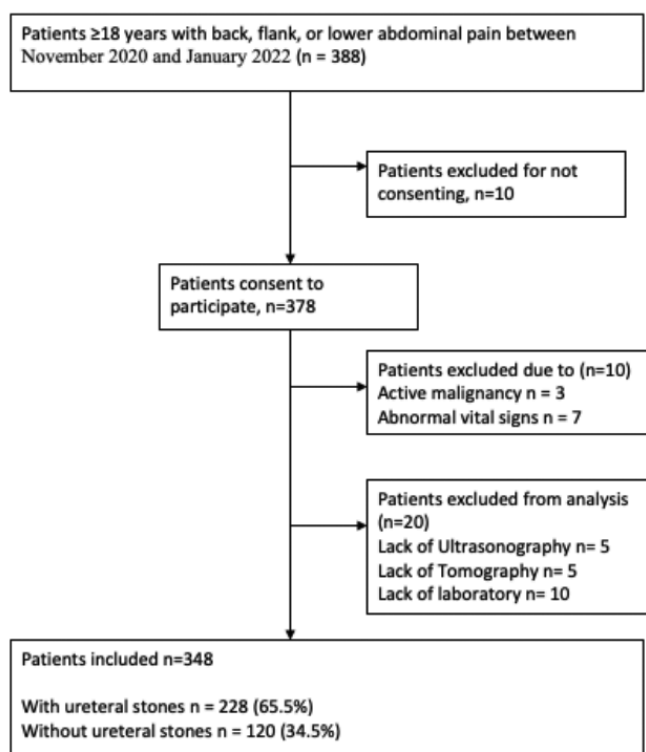 Patients ≥18 years with back, flank, or lower abdominal pain between
November 2020 and January 2022 (n = 388)
Patients excluded for not
consenting, n=10
Patients consent to
participate, n=378
Patients excluded due to (n=10)
Active malignancy n = 3
Abnormal vital signs n = 7
Patients excluded from analysis
(n=20)
Lack of Ultrasonography n= 5
Lack of Tomography n= 5
Lack of laboratory n= 10
Patients included n=348
With ureteral stones n = 228 (65.5%)
Without ureteral stones n = 120 (34.5%)